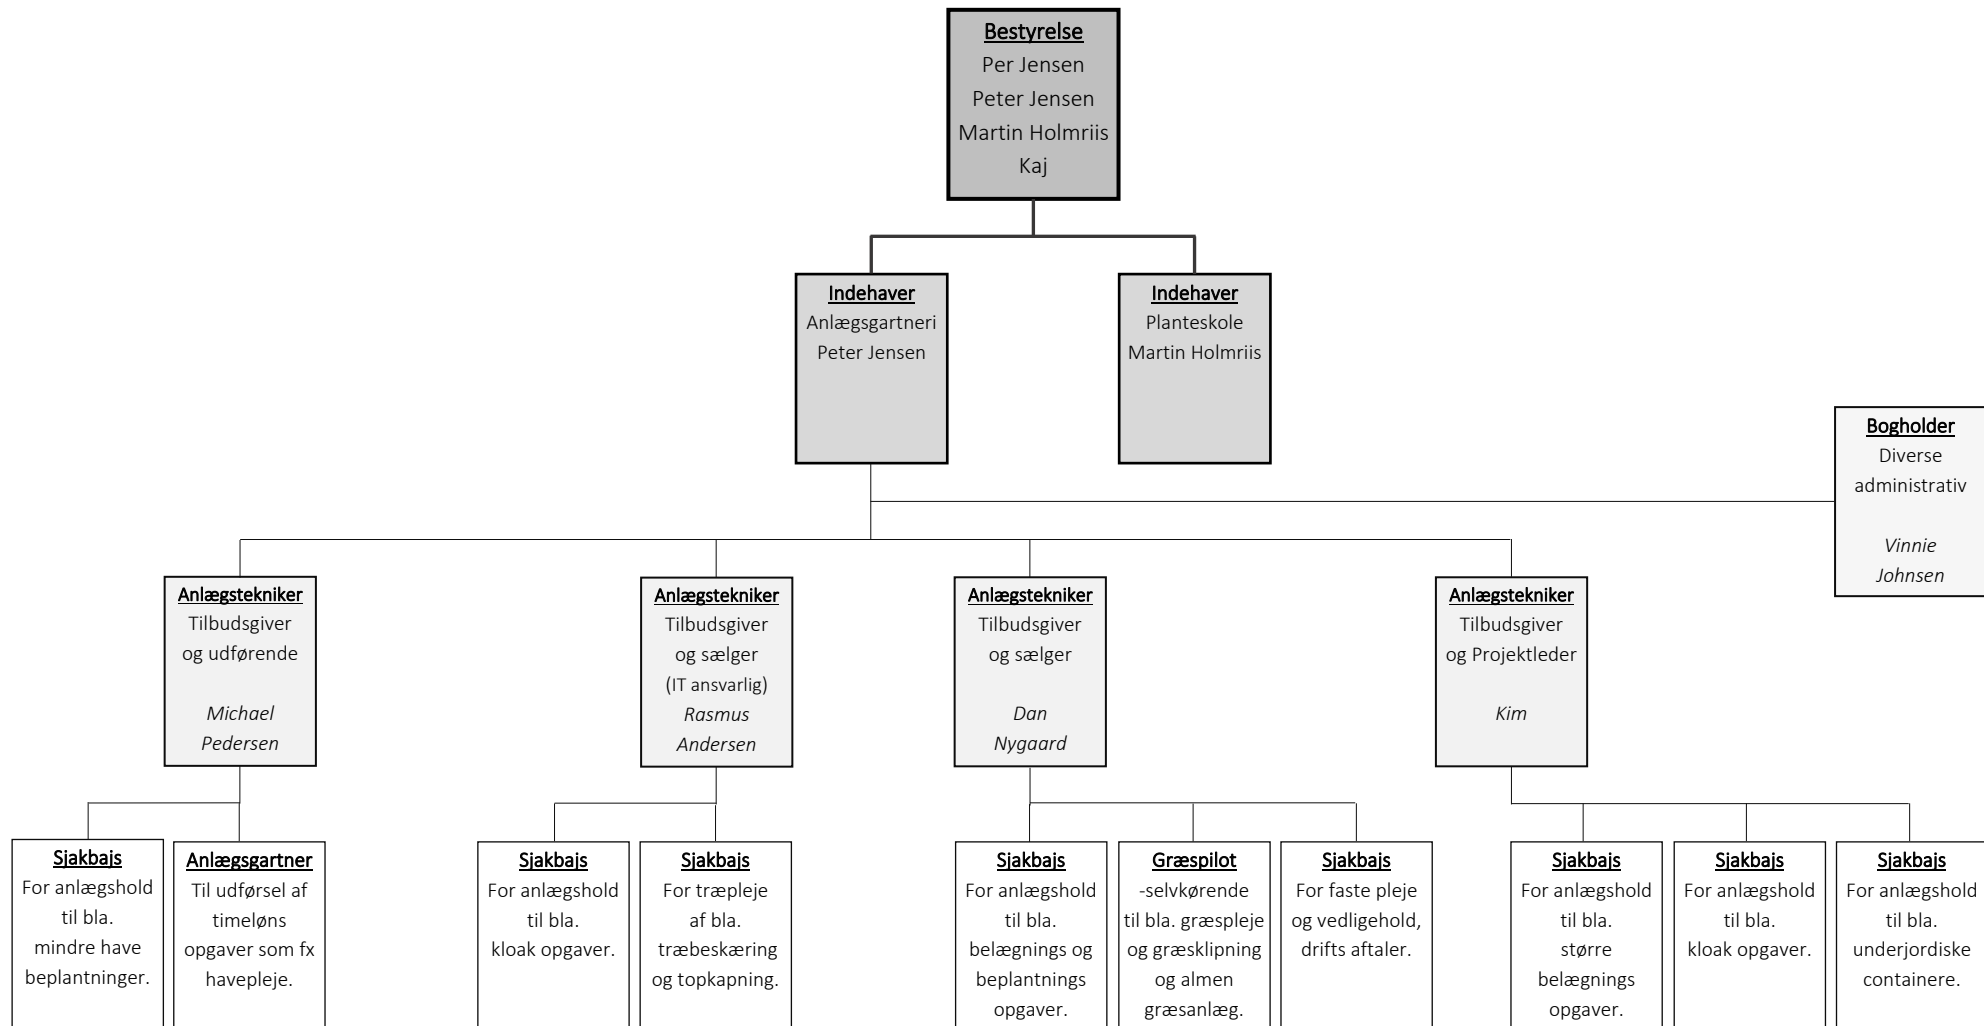 Bestyrelse
Per Jensen
Peter Jensen
Martin Holmriis
Kaj
Indehaver
Anlægsgartneri
Peter Jensen
Indehaver
Planteskole
Martin Holmriis
Bogholder
Diverse
administrativ
Vinnie
Johnsen
Anlægstekniker
Tilbudsgiver
og udførende
Michael
Pedersen
Anlægstekniker
Tilbudsgiver
og sælger
(IT ansvarlig)
Rasmus
Andersen
Anlægstekniker
Tilbudsgiver
og sælger
Dan
Nygaard
Anlægstekniker
Tilbudsgiver
og Projektleder
Kim
Sjakbajs
For anlægshold
til bla.
mindre have
beplantninger.
Anlægsgartner
Til udførsel af
timeløns
opgaver som fx
havepleje.
Sjakbajs
For anlægshold
til bla.
kloak opgaver.
Sjakbajs
For træpleje
af bla.
træbeskæring
og topkapning.
Sjakbajs
For anlægshold
til bla.
belægnings og
beplantnings
opgaver.
Græspilot
-selvkørende
til bla. græspleje
og græsklipning
og almen
græsanlæg.
Sjakbajs
For faste pleje
og vedligehold,
drifts aftaler.
Sjakbajs
For anlægshold
til bla.
større
belægnings
opgaver.
Sjakbajs
For anlægshold
til bla.
kloak opgaver.
Sjakbajs
For anlægshold
til bla.
underjordiske
containere.